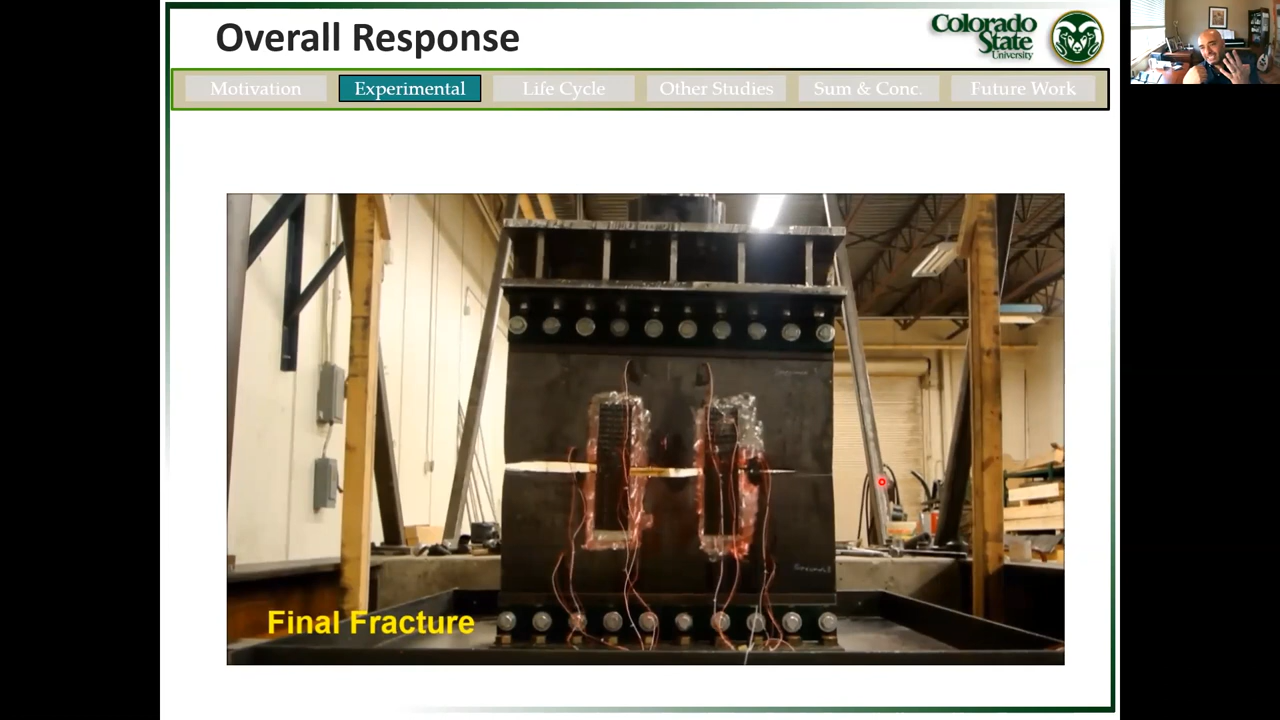 Overall Response
Colorado
State
University
Motivation
Experimental
Life Cycle
Other Studies
Sum & Conc.
Future Work
Final Fracture